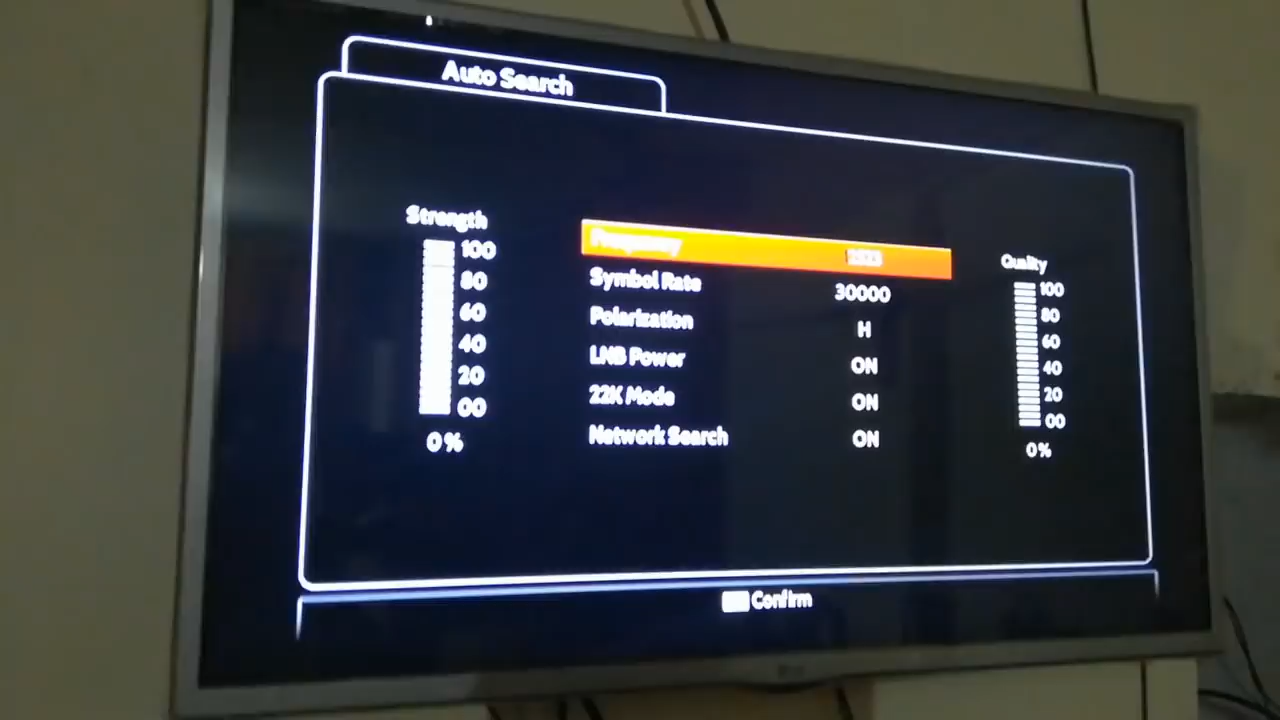 Auto Search
Strength
100
80
60
40
20
00
0%
Frequency
Symbol Rate 30000
Polarization H
LNB Power ON
22K Mode ON
Network Search ON
Quality
100
80
60
40
20
00
0%
Confirm